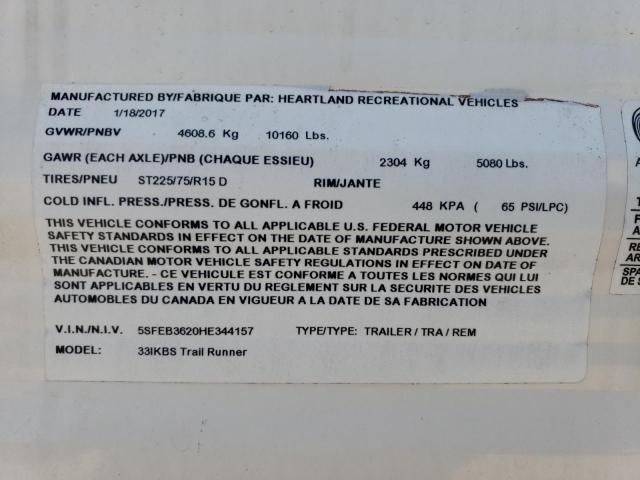 MANUFACTURED BY/FABRIQUE PAR: HEARTLAND RECREATIONAL VEHICLES
DATE 1/18/2017
GVWR/PNBV 4608.6 Kg 10160 Lbs.
GAWR (EACH AXLE)/PNB (CHAQUE ESSIEU) 2304 Kg 5080 Lbs.
TIRES/PNEU ST225/75/R15 D RIM/JANTE
COLD INFL. PRESS./PRESS. DE GONFL. A FROID 448 KPA ( 65 PSI/LPC)
THIS VEHICLE CONFORMS TO ALL APPLICABLE U.S. FEDERAL MOTOR VEHICLE
SAFETY STANDARDS IN EFFECT ON THE DATE OF MANUFACTURE SHOWN ABOVE.
THIS VEHICLE CONFORMS TO ALL APPLICABLE STANDARDS PRESCRIBED UNDER
THE CANADIAN MOTOR VEHICLE SAFETY REGULATIONS IN EFFECT ON DATE OF
MANUFACTURE. - CE VEHICULE EST CONFORME A TOUTES LES NORMES QUI LUI
SONT APPLICABLES EN VERTU DU REGLEMENT SUR LA SECURITE DES VEHICLES
AUTOMOBILES DU CANADA EN VIGUEUR A LA DATE DE SA FABRICATION
V.I.N./N.I.V. 5SFEB3620HE344157 TYPE/TYPE: TRAILER / TRA / REM
MODEL: 33IKBS Trail Runner